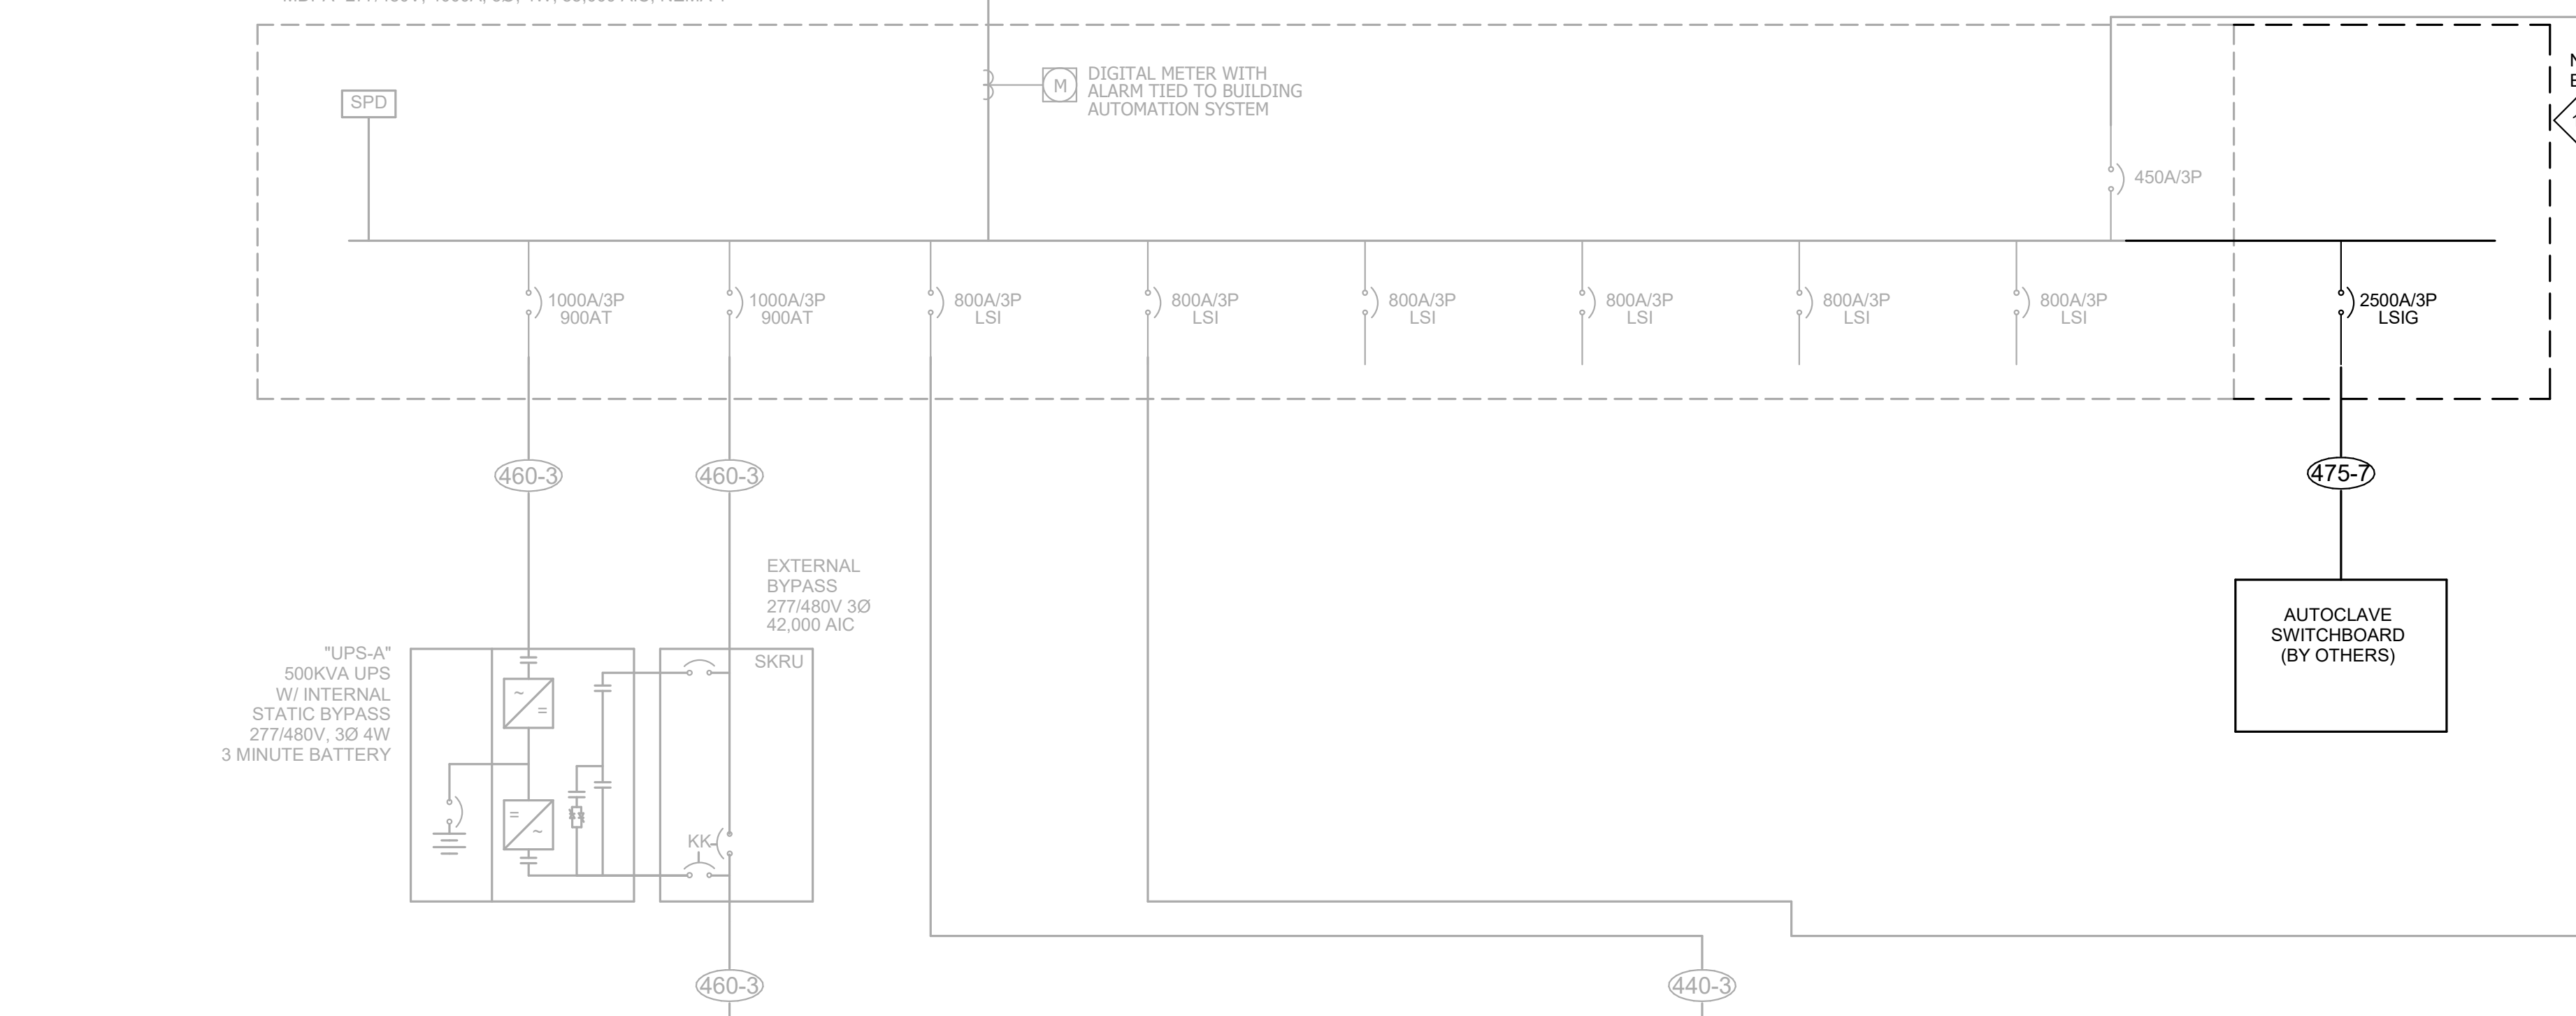 DIGITAL METER WITH
ALARM TIED TO BUILDING
AUTOMATION SYSTEM
M
SPD
450A/3P
1000A/3P
900AT
1000A/3P
900AT
800A/3P
LSI
800A/3P
LSI
800A/3P
LSI
800A/3P
LSI
800A/3P
LSI
800A/3P
LSI
2500A/3P
LSIG
460-3
460-3
475-7
EXTERNAL
BYPASS
277/480V 3Ø
42,000 AIC
AUTOCLAVE
SWITCHBOARD
(BY OTHERS)
"UPS-A"
500KVA UPS
W/ INTERNAL
STATIC BYPASS
277/480V, 3Ø 4W
3 MINUTE BATTERY
SKRU
~
=
=
~
KK
460-3
440-3